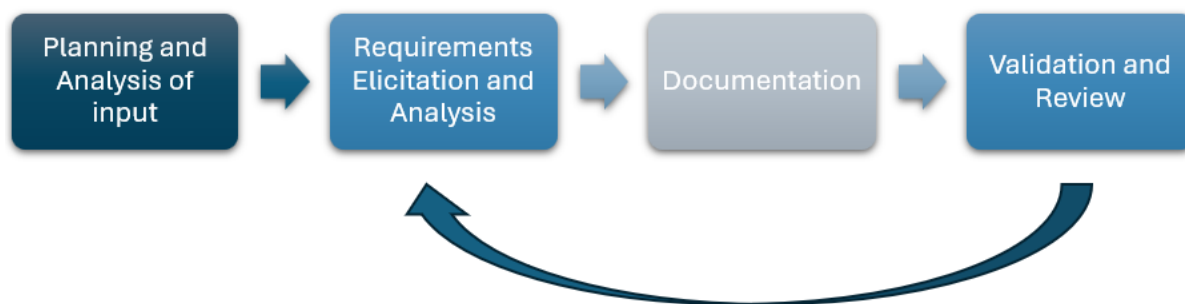 Planning and
Analysis of
input
Requirements
Elicitation and
Analysis
Documentation
Validation and
Review